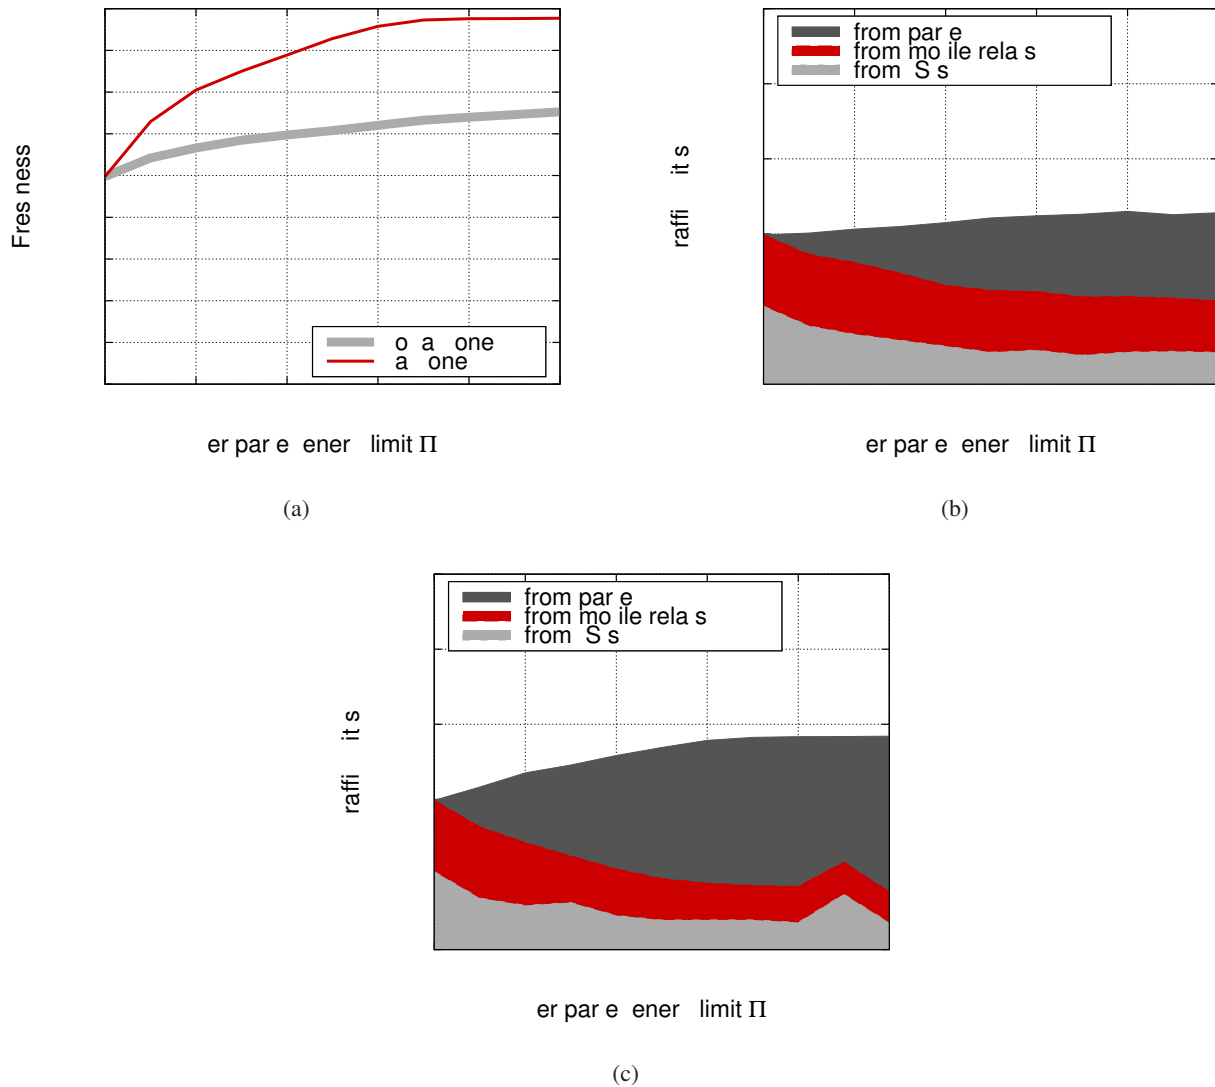 Fres ness
o a one
a one
er par e ener limit Π
(a)
from par e
from mo ile rela s
from S s
raffi it s
er par e ener limit Π
(b)
from par e
from mo ile rela s
from S s
raffi it s
er par e ener limit Π
(c)